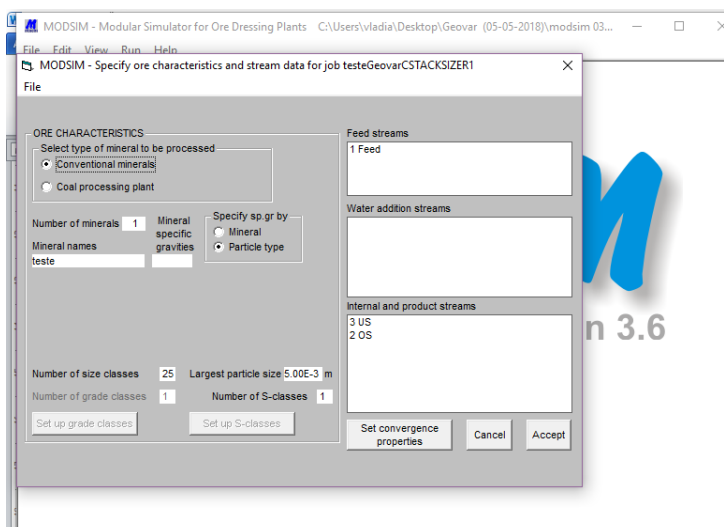 MODSIM - Modular Simulator for Ore Dressing Plants C:\Users\vladia\Desktop\Geovar (05-05-2018)\modsim 03...
File Edit View Run Help
MODSIM - Specify ore characteristics and stream data for job testeGeovarCSTACKSIZER1
File
ORE CHARACTERISTICS
Select type of mineral to be processed
Conventional minerals
Coal processing plant
Number of minerals 1
Mineral specific gravities
Specify sp.gr by
Mineral
Particle type
Mineral names
teste
Number of size classes 25 Largest particle size 5.00E-3 m
Number of grade classes 1 Number of S-classes 1
Set up grade classes Set up S-classes
Feed streams
1 Feed
Water addition streams
Internal and product streams
3 US
2 OS
Set convergence
properties
Cancel Accept
M
n 3.6